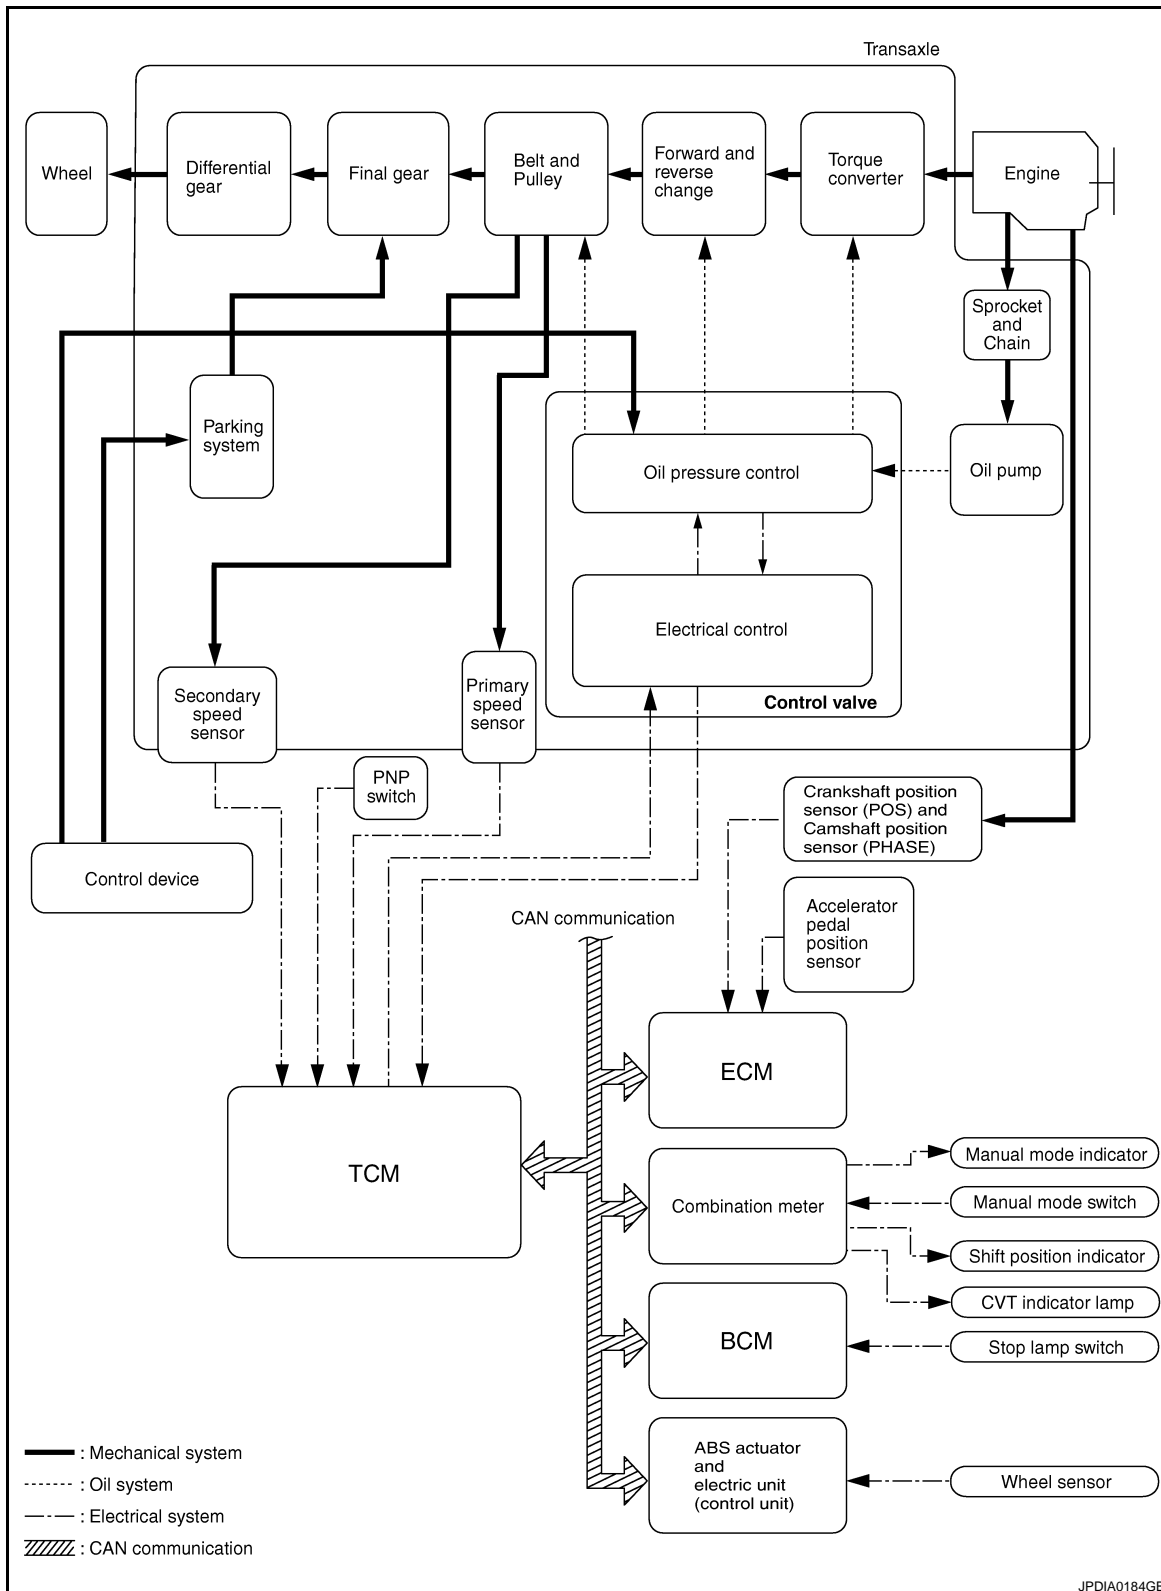 Transaxle
Wheel
Differential
gear
Final gear
Belt and
Pulley
Forward and
reverse
change
Torque
converter
Engine
Sprocket
and
Chain
Parking
system
Oil pressure control
Oil pump
Electrical control
Control valve
Secondary
speed
sensor
Primary
speed
sensor
PNP
switch
Crankshaft position
sensor (POS) and
Camshaft position
sensor (PHASE)
Control device
CAN communication
Accelerator
pedal
position
sensor
ECM
TCM
Combination meter
Manual mode indicator
Manual mode switch
Shift position indicator
CVT indicator lamp
BCM
Stop lamp switch
ABS actuator
and
electric unit
(control unit)
Wheel sensor
: Mechanical system
: Oil system
: Electrical system
: CAN communication